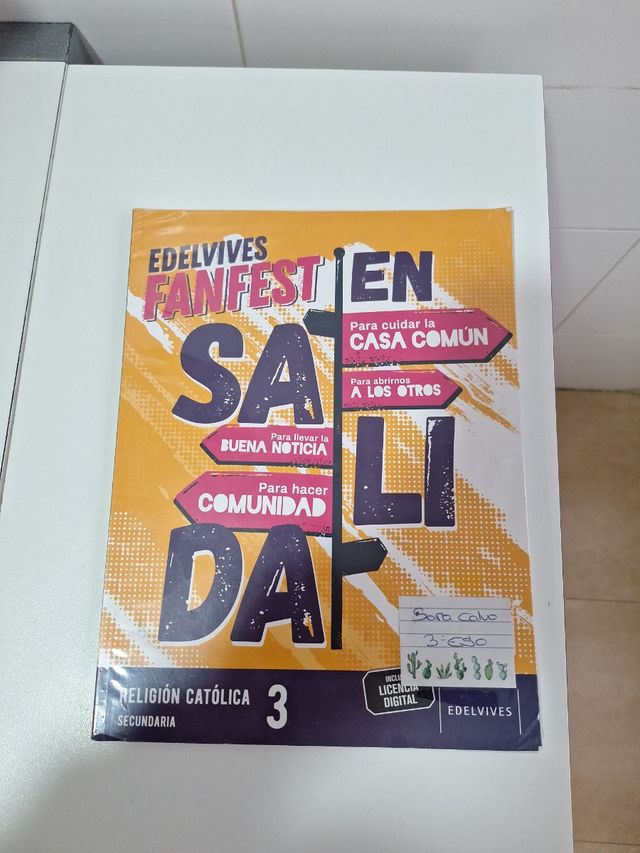 EDELVIVES
FANFEST
EN
SA
LI
DA
Para cuidar la
CASA COMÚN
Para abrirnos
A LOS OTROS
Para llevar la
BUENA NOTICIA
Para hacer
COMUNIDAD
Sara Calvo
3º ESO
RELIGIÓN CATÓLICA 3
SECUNDARIA
LICENCIA
DIGITAL
EDELVIVES